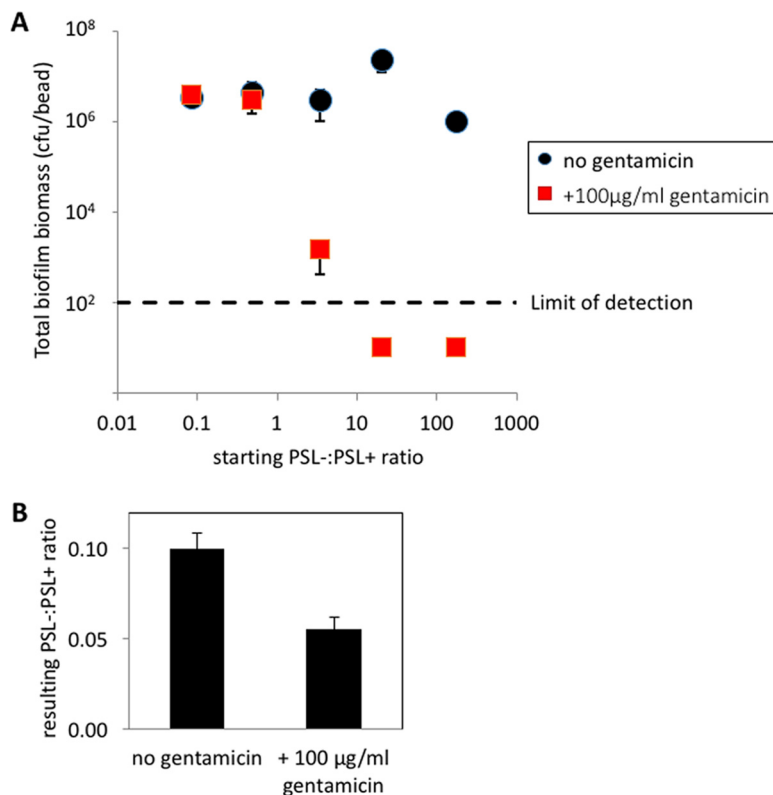 A
Total biofilm biomass (cfu/bead)
10⁸
10⁶
10⁴
10²
0.01 0.1 1 10 100 1000
starting PSL-:PSL+ ratio
no gentamicin
+100µg/ml gentamicin
Limit of detection
B
resulting PSL-:PSL+ ratio
0.10
0.05
0.00
no gentamicin
+ 100 µg/ml
gentamicin